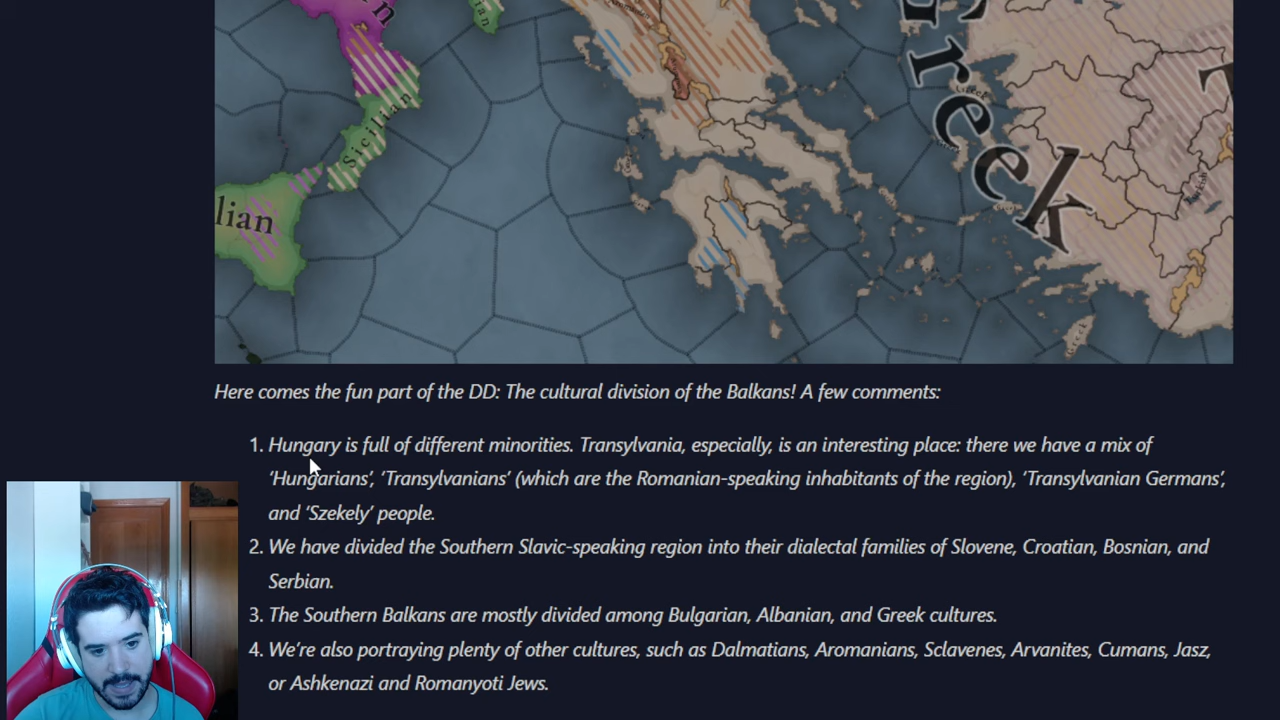 Sicilian
lian
Greek
Greek
Turkish
Here comes the fun part of the DD: The cultural division of the Balkans! A few comments:
1. Hungary is full of different minorities. Transylvania, especially, is an interesting place: there we have a mix of
‘Hungarians’, ‘Transylvanians’ (which are the Romanian-speaking inhabitants of the region), ‘Transylvanian Germans’,
and ‘Szekely’ people.
2. We have divided the Southern Slavic-speaking region into their dialectal families of Slovene, Croatian, Bosnian, and
Serbian.
3. The Southern Balkans are mostly divided among Bulgarian, Albanian, and Greek cultures.
4. We’re also portraying plenty of other cultures, such as Dalmatians, Aromanians, Sclavenes, Arvanites, Cumans, Jasz,
or Ashkenazi and Romanyoti Jews.